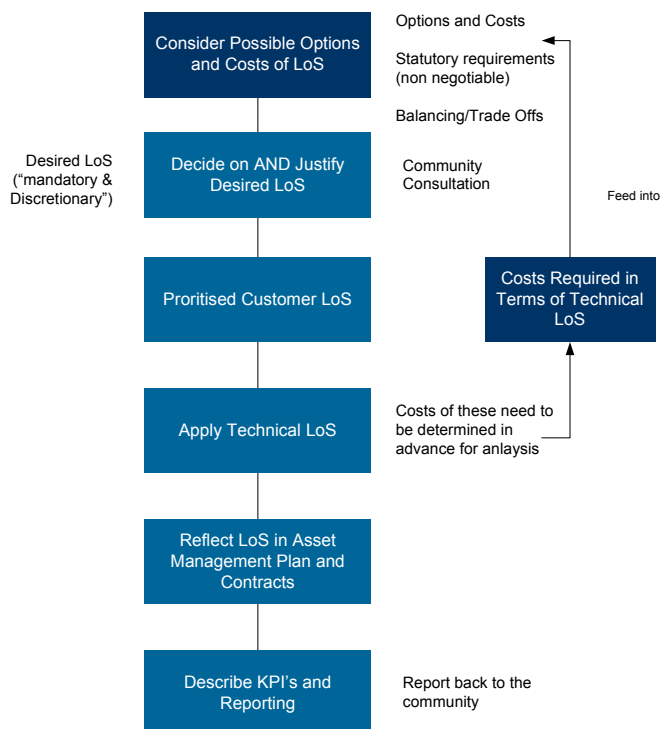 Consider Possible Options
and Costs of LoS
Options and Costs
Statutory requirements
(non negotiable)
Balancing/Trade Offs
Desired LoS
(“mandatory &
Discretionary”)
Decide on AND Justify
Desired LoS
Community
Consultation
Feed into
Proritised Customer LoS
Costs Required in
Terms of Technical
LoS
Apply Technical LoS
Costs of these need to
be determined in
advance for anlaysis
Reflect LoS in Asset
Management Plan and
Contracts
Describe KPI’s and
Reporting
Report back to the
community